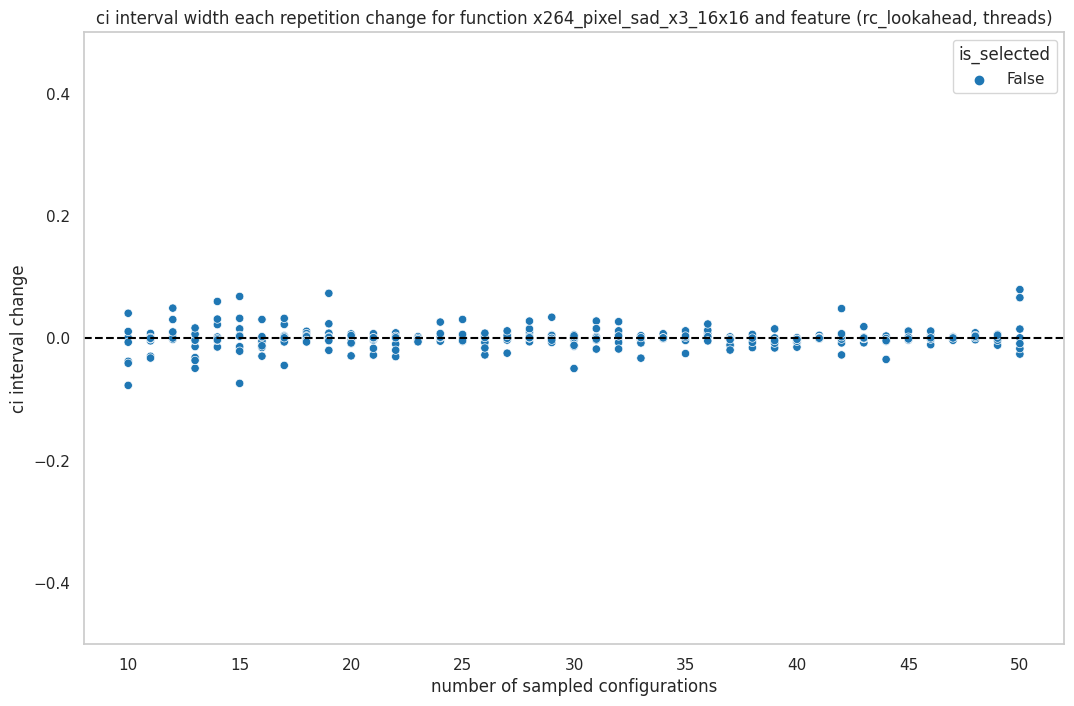 ci interval width each repetition change for function x264_pixel_sad_x3_16x16 and feature (rc_lookahead, threads)
is_selected
False
ci interval change
0.4
0.2
0.0
−0.2
−0.4
10 15 20 25 30 35 40 45 50
number of sampled configurations